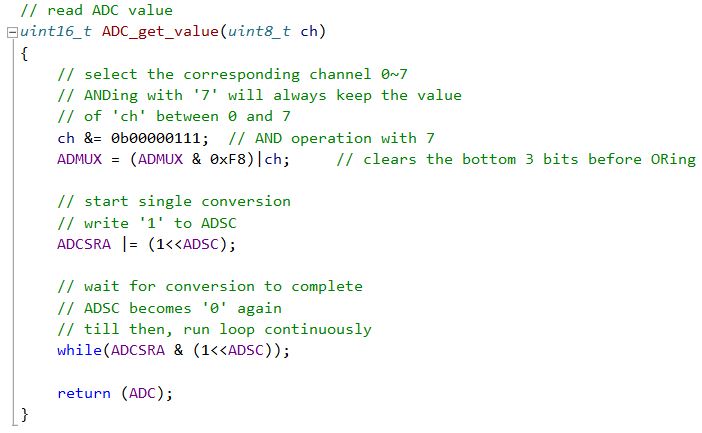 // read ADC value
uint16_t ADC_get_value(uint8_t ch)
{
// select the corresponding channel 0~7
// ANDing with '7' will always keep the value
// of 'ch' between 0 and 7
ch &= 0b00000111;  // AND operation with 7
ADMUX = (ADMUX & 0xF8)|ch;     // clears the bottom 3 bits before ORing
// start single conversion
// write '1' to ADSC
ADCSRA |= (1<<ADSC);
// wait for conversion to complete
// ADSC becomes '0' again
// till then, run loop continuously
while(ADCSRA & (1<<ADSC));
return (ADC);
}